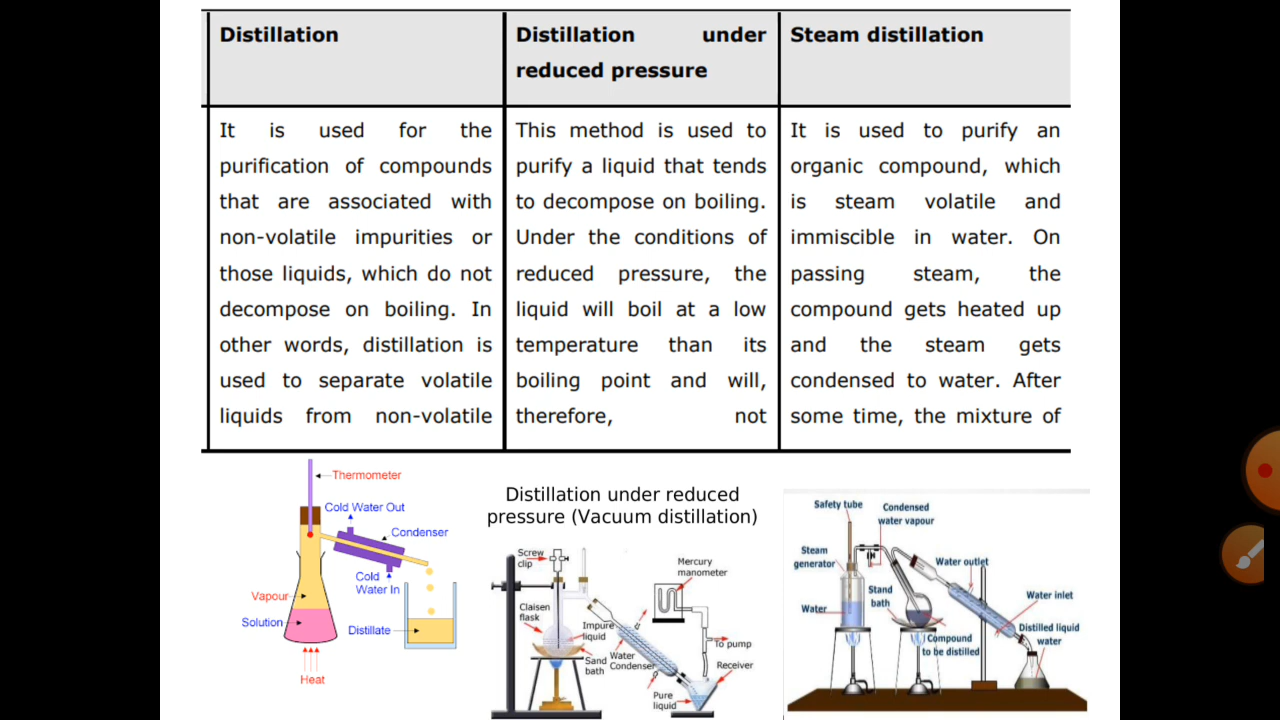 Distillation
It is used for the
purification of compounds
that are associated with
non-volatile impurities or
those liquids, which do not
decompose on boiling. In
other words, distillation is
used to separate volatile
liquids from non-volatile
Distillation under
reduced pressure
This method is used to
purify a liquid that tends
to decompose on boiling.
Under the conditions of
reduced pressure, the
liquid will boil at a low
temperature than its
boiling point and will,
therefore, not
Steam distillation
It is used to purify an
organic compound, which
is steam volatile and
immiscible in water. On
passing steam, the
compound gets heated up
and the steam gets
condensed to water. After
some time, the mixture of
Thermometer
Cold Water Out
Condenser
Cold
Water In
Vapour
Solution
Distillate
Heat
Distillation under reduced
pressure (Vacuum distillation)
Screw
clip
Mercury
manometer
Claisen
flask
Impure
liquid
To pump
Sand
bath
Water
Condenser
Receiver
Pure
liquid
Safety tube
Condensed
water vapour
Steam
generator
Water outlet
Water
Stand
bath
Water inlet
Compound
to be distilled
Distilled liquid
water